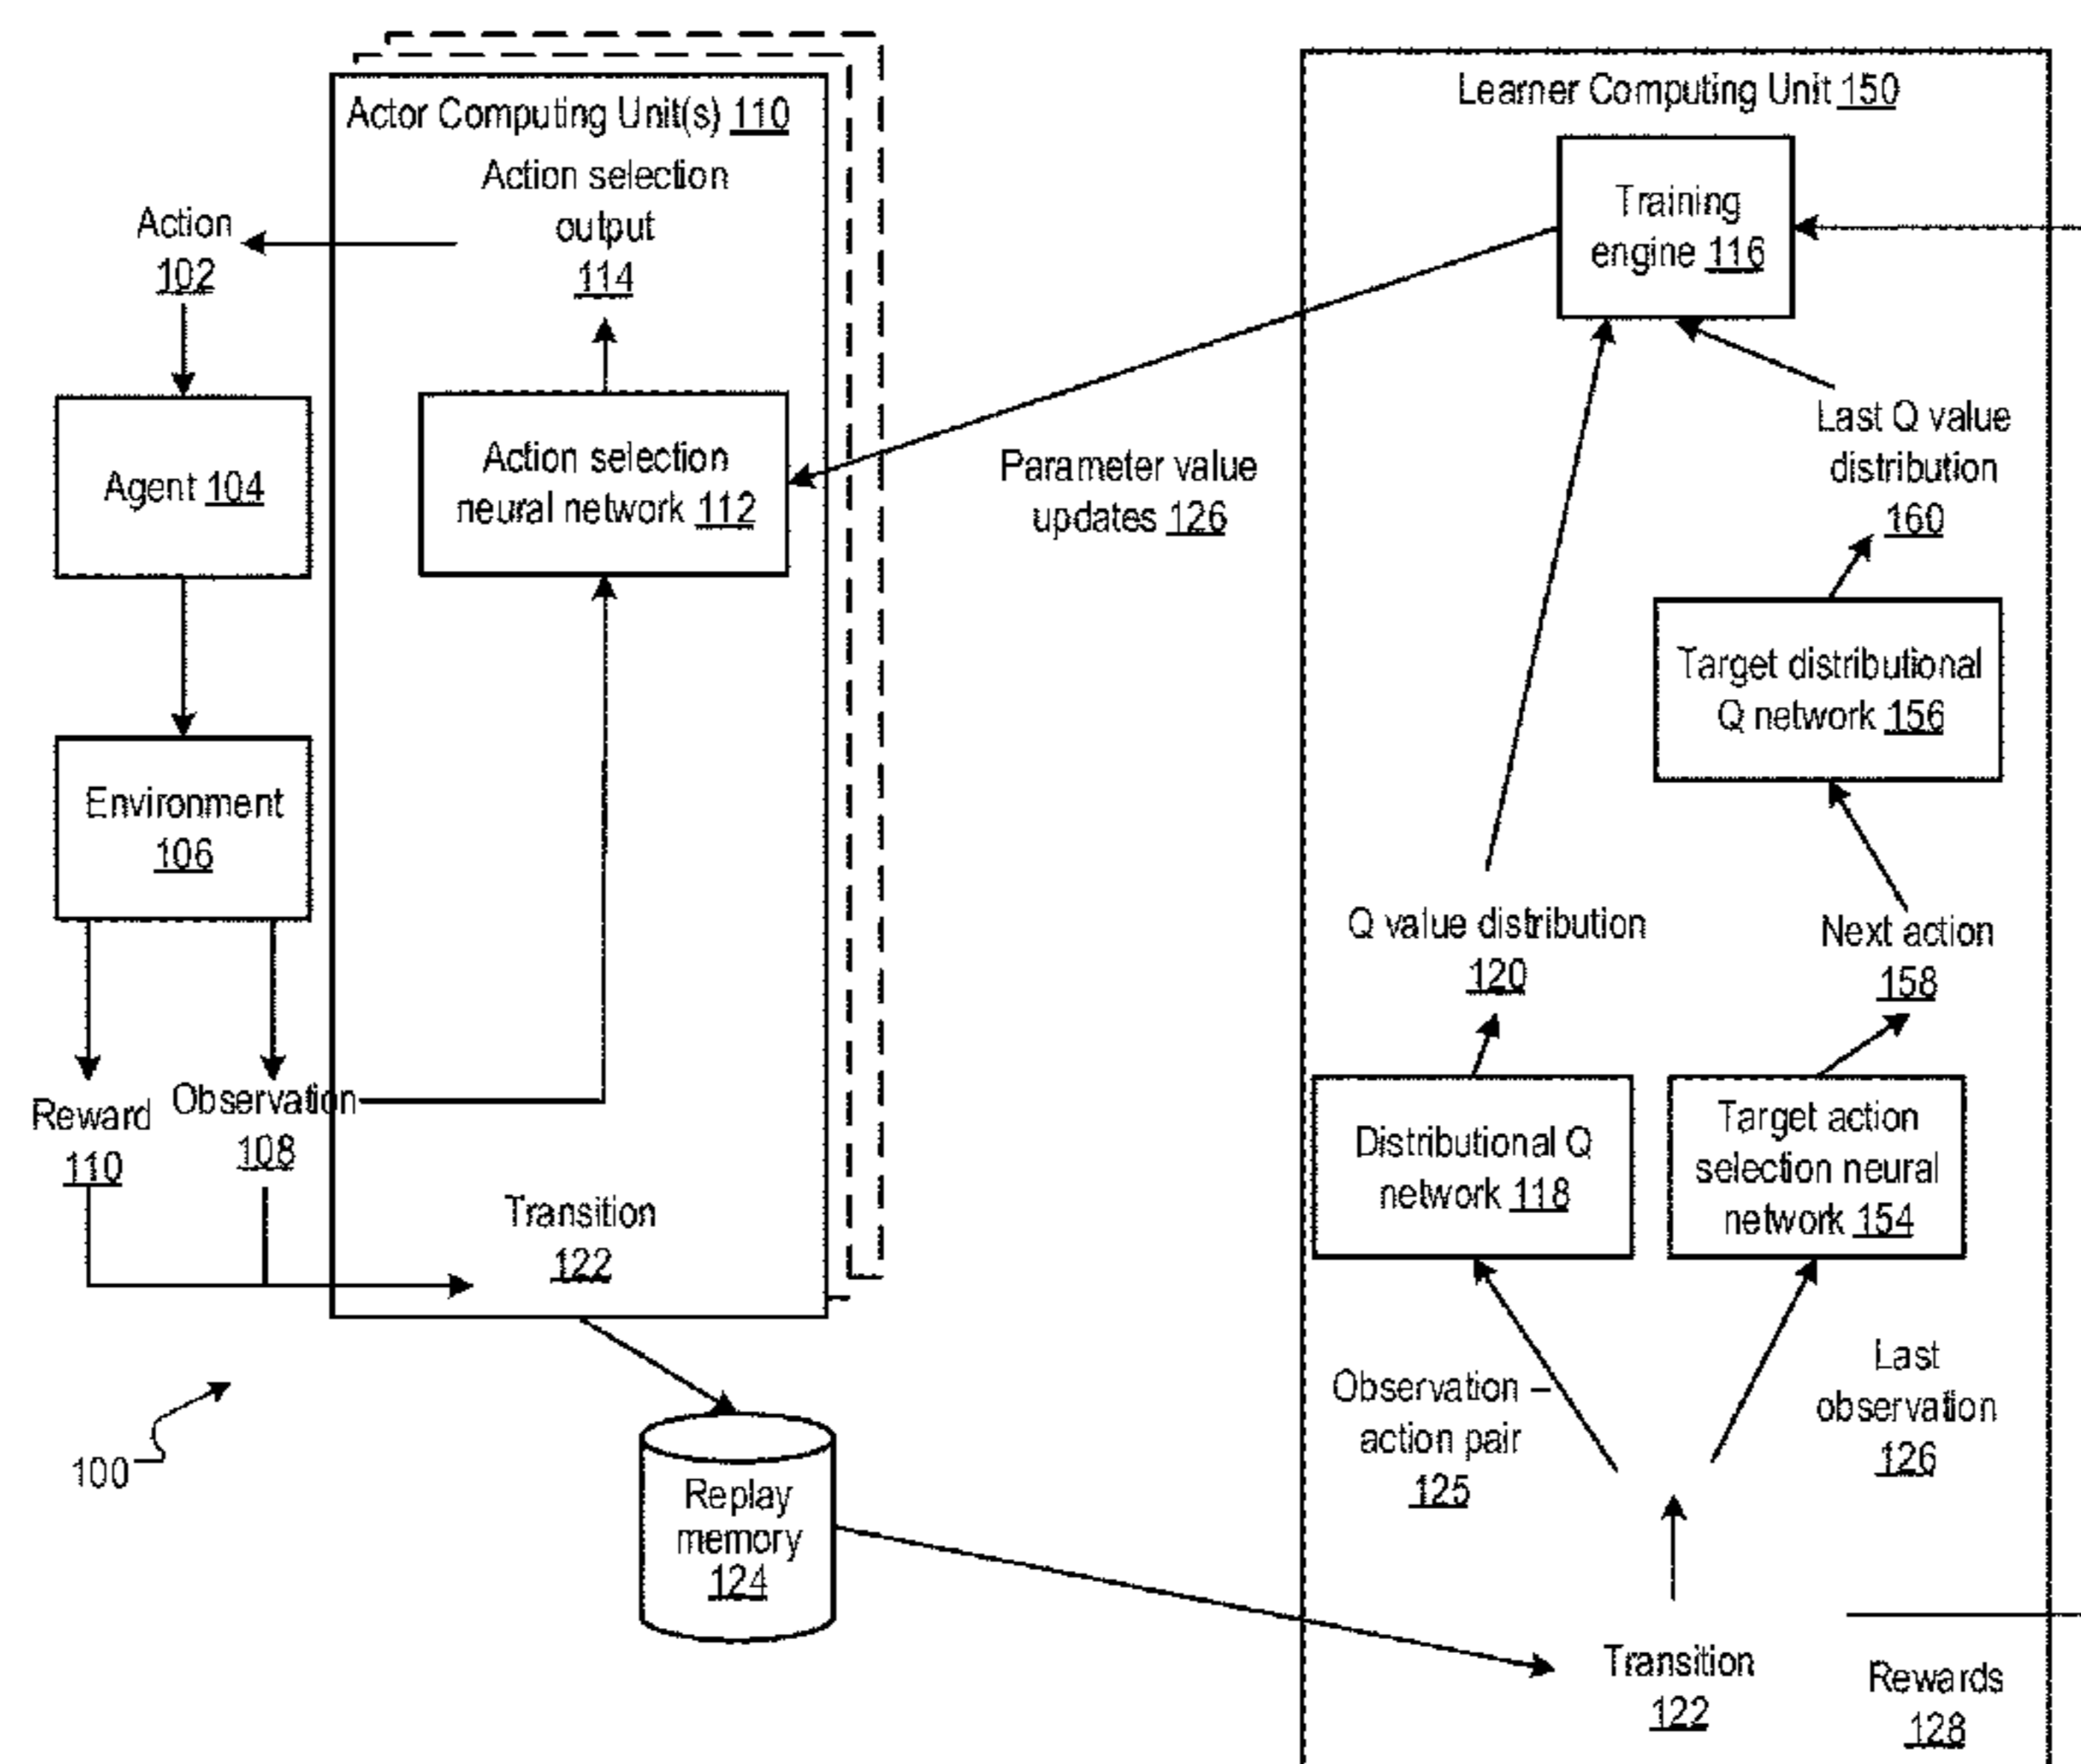 Actor Computing Unit(s) 110
Action selection
output
114
Action
102
Agent 104
Action selection
neural network 112
Environment
106
Reward
110
Observation
108
Transition
122
100
Replay
memory
124
Parameter value
updates 126
Learner Computing Unit 150
Training
engine 116
Last Q value
distribution
160
Target distributional
Q network 156
Q value distribution
120
Next action
158
Distributional Q
network 118
Target action
selection neural
network 154
Observation –
action pair
125
Last
observation
126
Transition
122
Rewards
128